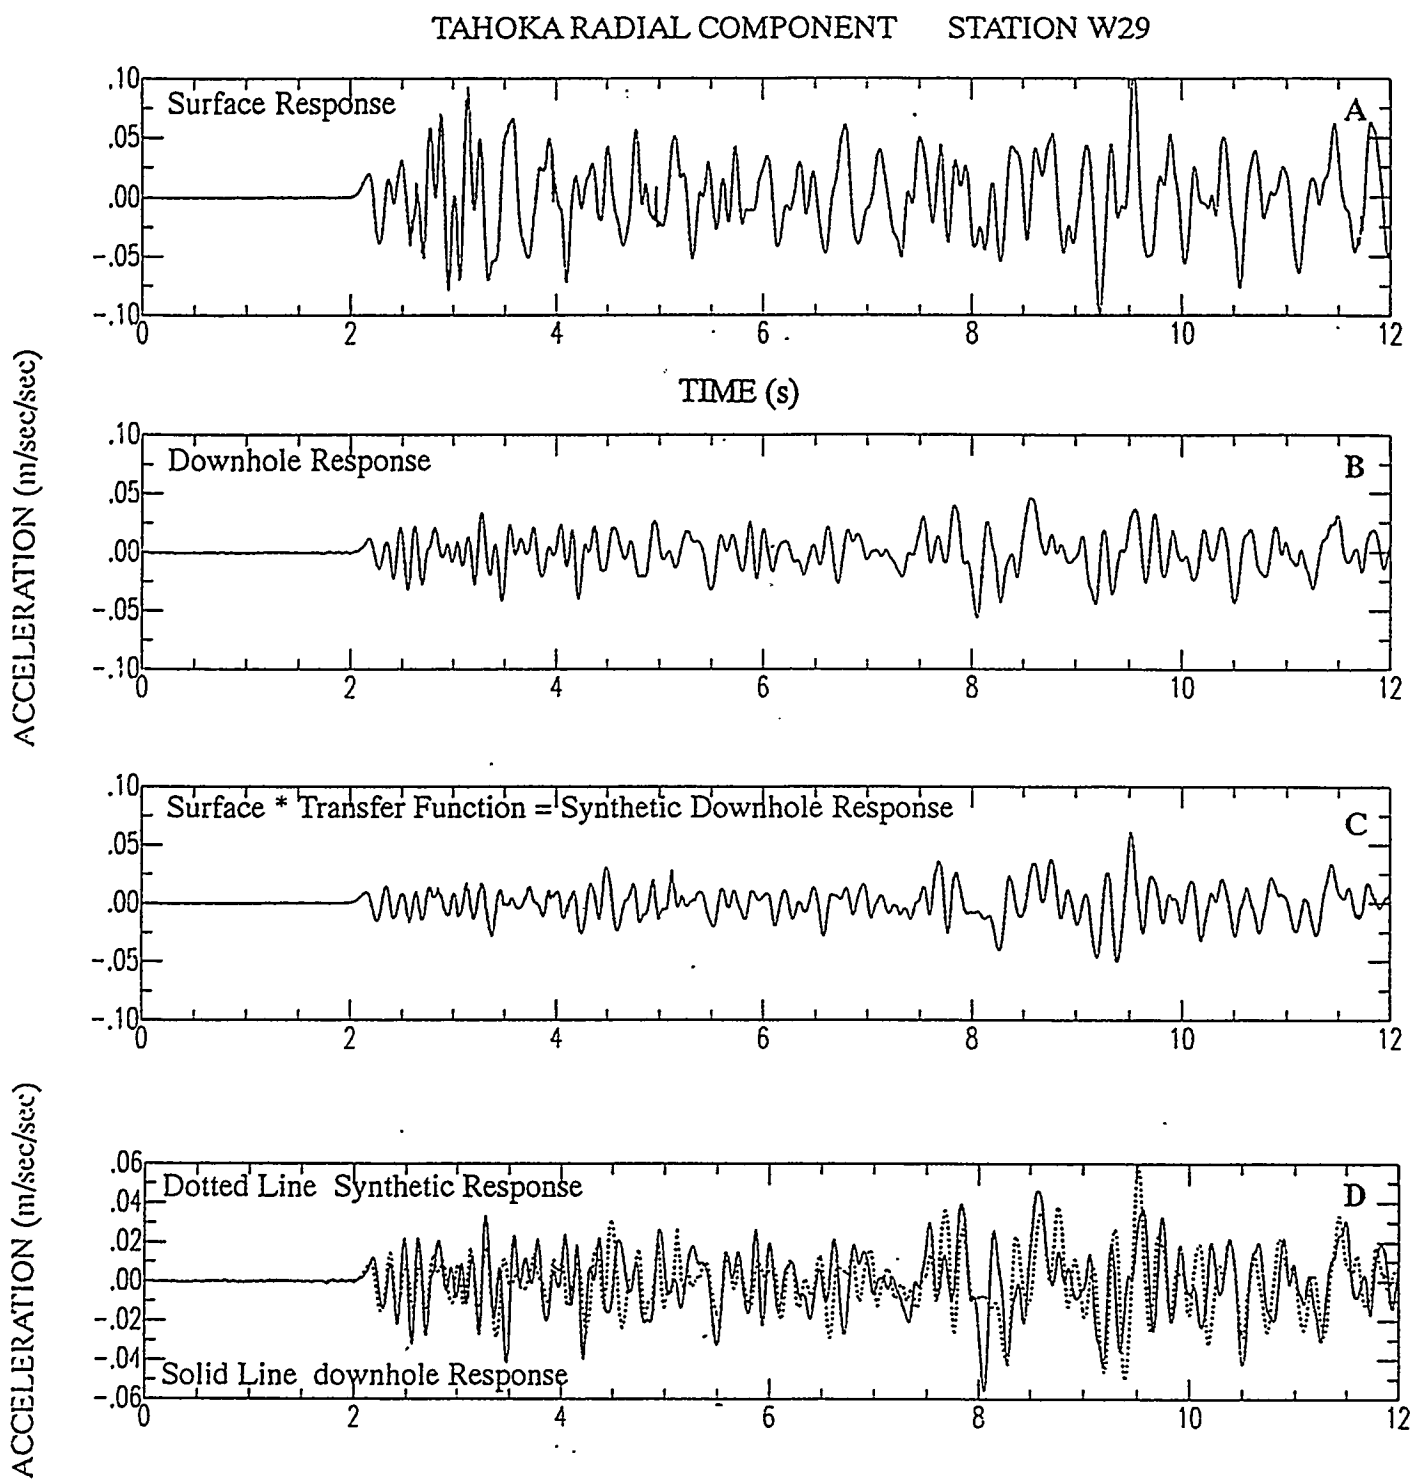 TAHOKA RADIAL COMPONENT STATION W29
.10
.05
.00
-.05
-.10
Surface Response
A
0 2 4 6 8 10 12
TIME (s)
ACCELERATION (m/sec/sec)
.10
.05
.00
-.05
-.10
Downhole Response
B
0 2 4 6 8 10 12
.10
.05
.00
-.05
-.10
Surface * Transfer Function = Synthetic Downhole Response
C
0 2 4 6 8 10 12
ACCELERATION (m/sec/sec)
.06
.04
.02
.00
-.02
-.04
-.06
Dotted Line Synthetic Response
D
Solid Line downhole Response
0 2 4 6 8 10 12